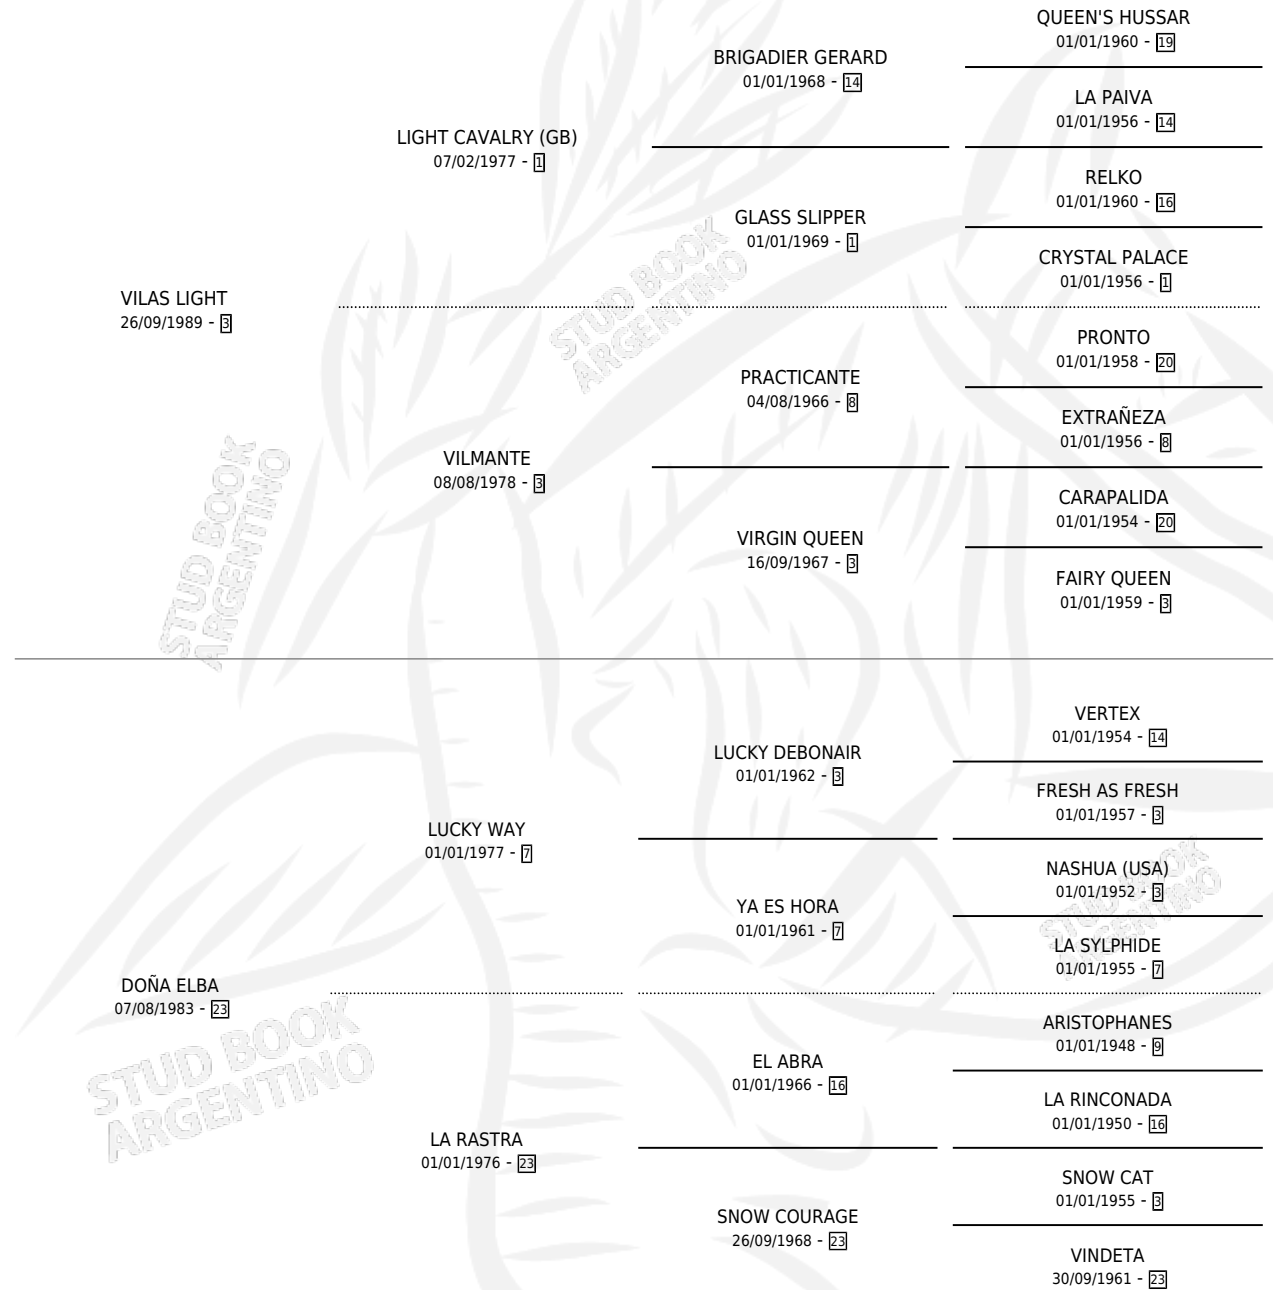 QUEEN'S HUSSAR
01/01/1960 - 19
BRIGADIER GERARD
01/01/1968 - 14
LA PAIVA
01/01/1956 - 14
LIGHT CAVALRY (GB)
07/02/1977 - 1
RELKO
01/01/1960 - 16
GLASS SLIPPER
01/01/1969 - 1
CRYSTAL PALACE
01/01/1956 - 1
VILAS LIGHT
26/09/1989 - 3
STUD BOOK
ARGENTINO
PRONTO
01/01/1958 - 20
PRACTICANTE
04/08/1966 - 8
EXTRAÑEZA
01/01/1956 - 8
VILMANTE
08/08/1978 - 3
CARAPALIDA
01/01/1954 - 20
VIRGIN QUEEN
16/09/1967 - 3
FAIRY QUEEN
01/01/1959 - 3
STUD BOOK
ARGENTINO
VERTEX
01/01/1954 - 14
LUCKY DEBONAIR
01/01/1962 - 3
FRESH AS FRESH
01/01/1957 - 3
LUCKY WAY
01/01/1977 - 7
NASHUA (USA)
01/01/1952 - 3
YA ES HORA
01/01/1961 - 7
LA SYLPHIDE
01/01/1955 - 7
STUD BOOK
ARGENTINO
DOÑA ELBA
07/08/1983 - 23
ARISTOPHANES
01/01/1948 - 9
EL ABRA
01/01/1966 - 16
LA RINCONADA
01/01/1950 - 16
LA RASTRA
01/01/1976 - 23
SNOW CAT
01/01/1955 - 3
SNOW COURAGE
26/09/1968 - 23
VINDETA
30/09/1961 - 23
STUD BOOK
ARGENTINO